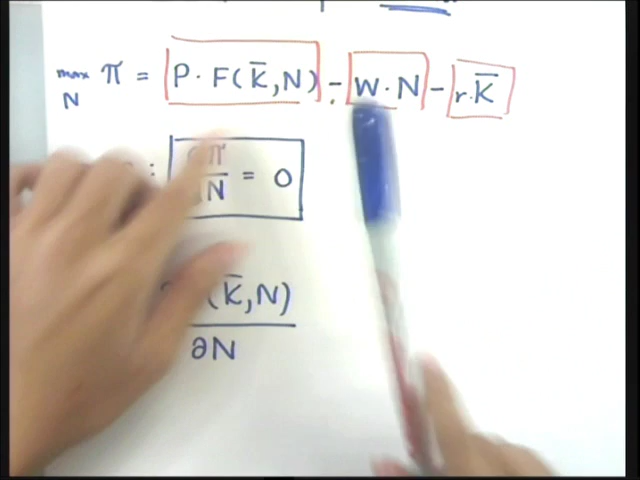 max π = P · F(K̄, N) - W · N - r.K̄
N
: ∂π/∂N = 0
(K̄, N)
∂N